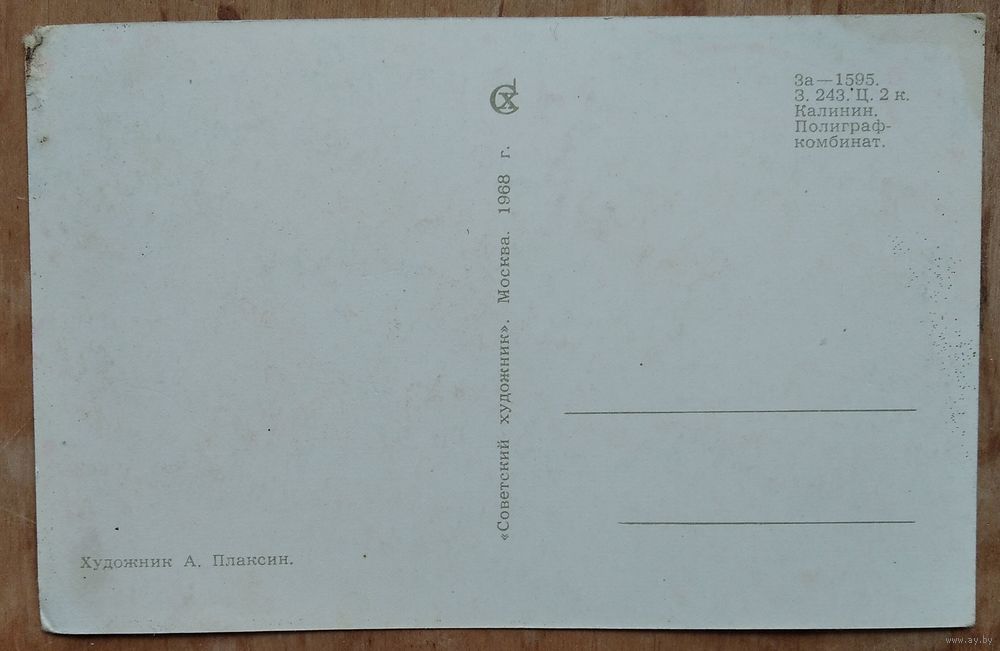 За—1595.
З. 243. Ц. 2 к.
Калинин.
Полиграф-
комбинат.
СХ
«Советский художник». Москва. 1968 г.
Художник А. Плаксин.
www.ay.by